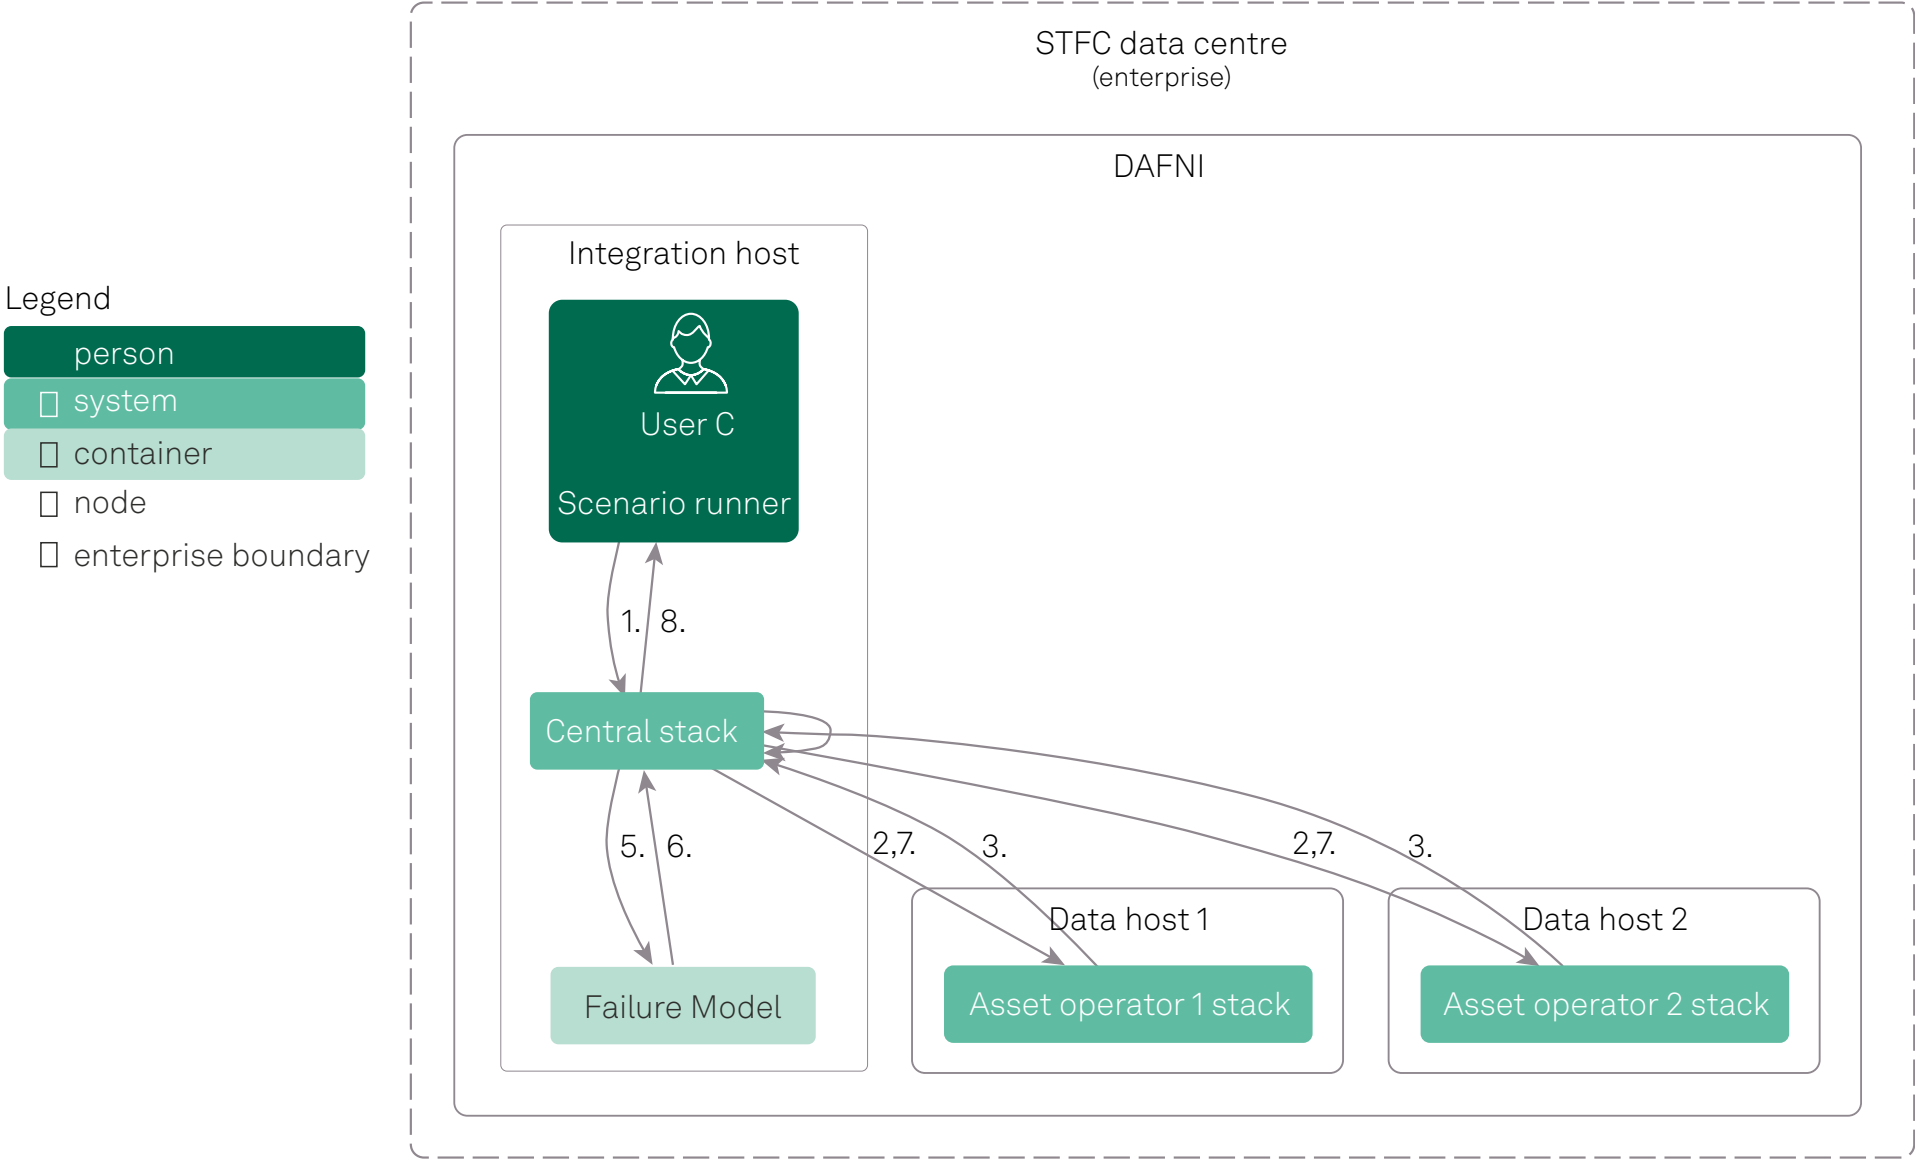 STFC data centre
(enterprise)
DAFNI
Integration host
User C
Scenario runner
Legend
person
system
container
node
enterprise boundary
1.
8.
Central stack
5.
6.
2,7.
3.
2,7.
3.
Data host 1
Data host 2
Failure Model
Asset operator 1 stack
Asset operator 2 stack